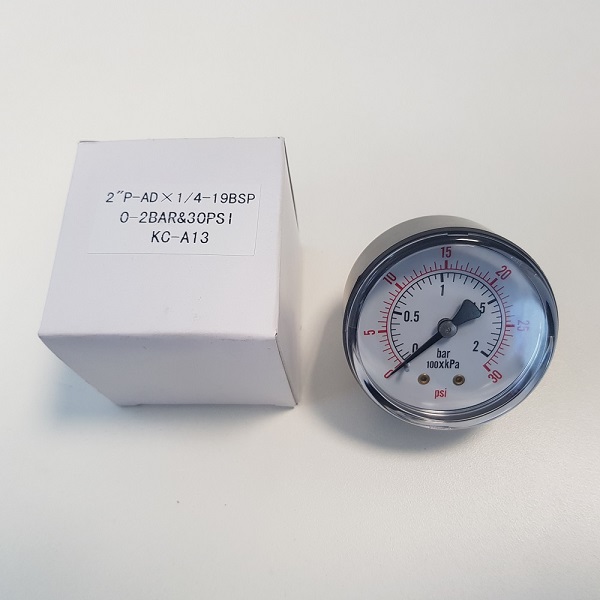 2"P-AD×1/4-19BSP
0-2BAR&30PSI
KC-A13
0 5 10 15 20 25 30
0 0.5 1 .5 2
bar
100xkPa
psi